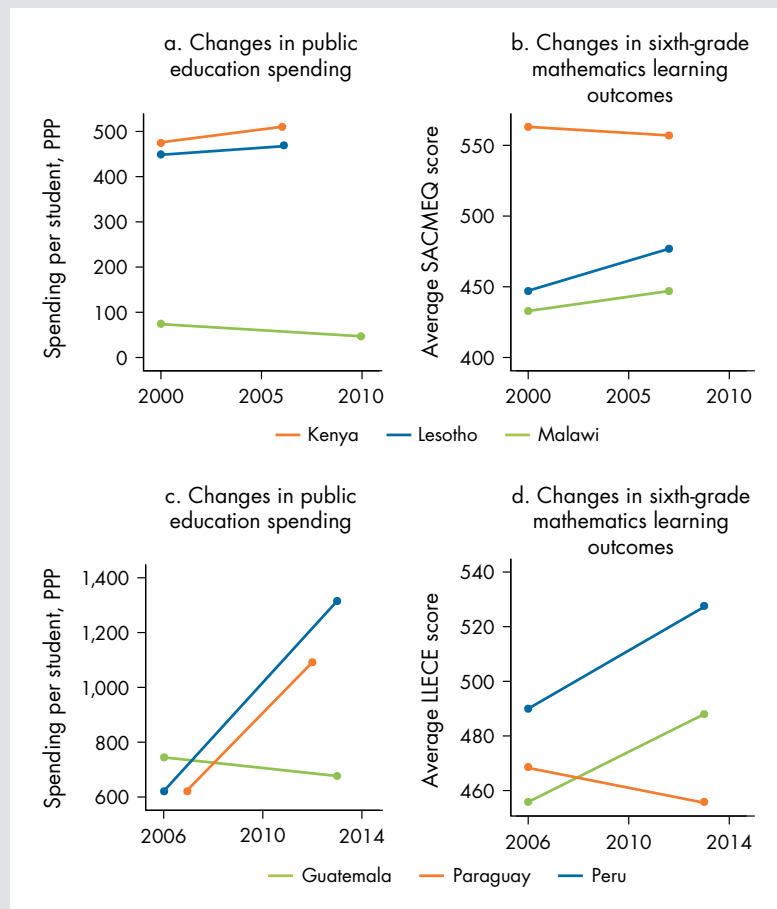 a. Changes in public
education spending
b. Changes in sixth-grade
mathematics learning
outcomes
Spending per student, PPP
500
400
300
200
100
0
2000
2005
2010
Average SACMEQ score
550
500
450
400
2000
2005
2010
Kenya
Lesotho
Malawi
c. Changes in public
education spending
d. Changes in sixth-grade
mathematics learning
outcomes
Spending per student, PPP
1,400
1,200
1,000
800
600
2006
2010
2014
Average LLECE score
540
520
500
480
460
2006
2010
2014
Guatemala
Paraguay
Peru